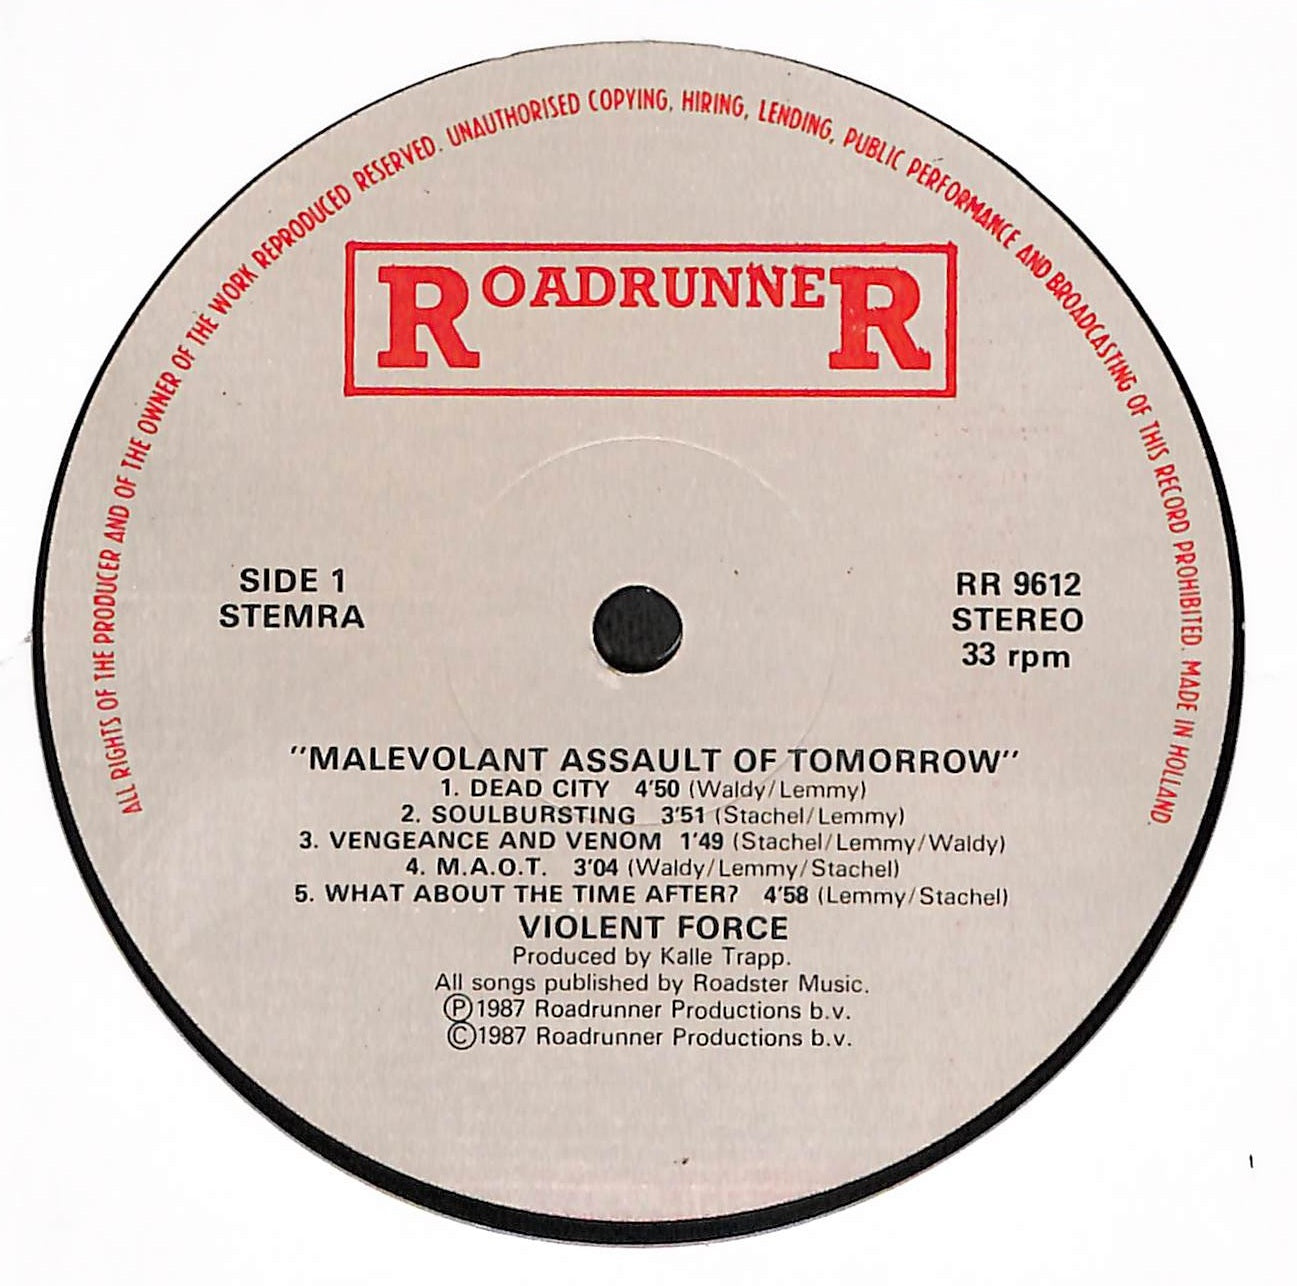 ALL RIGHTS OF THE PRODUCER AND OF THE OWNER OF THE WORK REPRODUCED RESERVED. UNAUTHORISED COPYING, HIRING, LENDING, PUBLIC PERFORMANCE AND BROADCASTING OF THIS RECORD PROHIBITED. MADE IN HOLLAND.
ROADRUNNER
SIDE 1
STEMRA
RR 9612
STEREO
33 rpm
"MALEVOLANT ASSAULT OF TOMORROW"
1. DEAD CITY 4'50 (Waldy/Lemmy)
2. SOULBURSTING 3'51 (Stachel/Lemmy)
3. VENGEANCE AND VENOM 1'49 (Stachel/Lemmy/Waldy)
4. M.A.O.T. 3'04 (Waldy/Lemmy/Stachel)
5. WHAT ABOUT THE TIME AFTER? 4'58 (Lemmy/Stachel)
VIOLENT FORCE
Produced by Kalle Trapp.
All songs published by Roadster Music.
Ⓟ1987 Roadrunner Productions b.v.
©1987 Roadrunner Productions b.v.